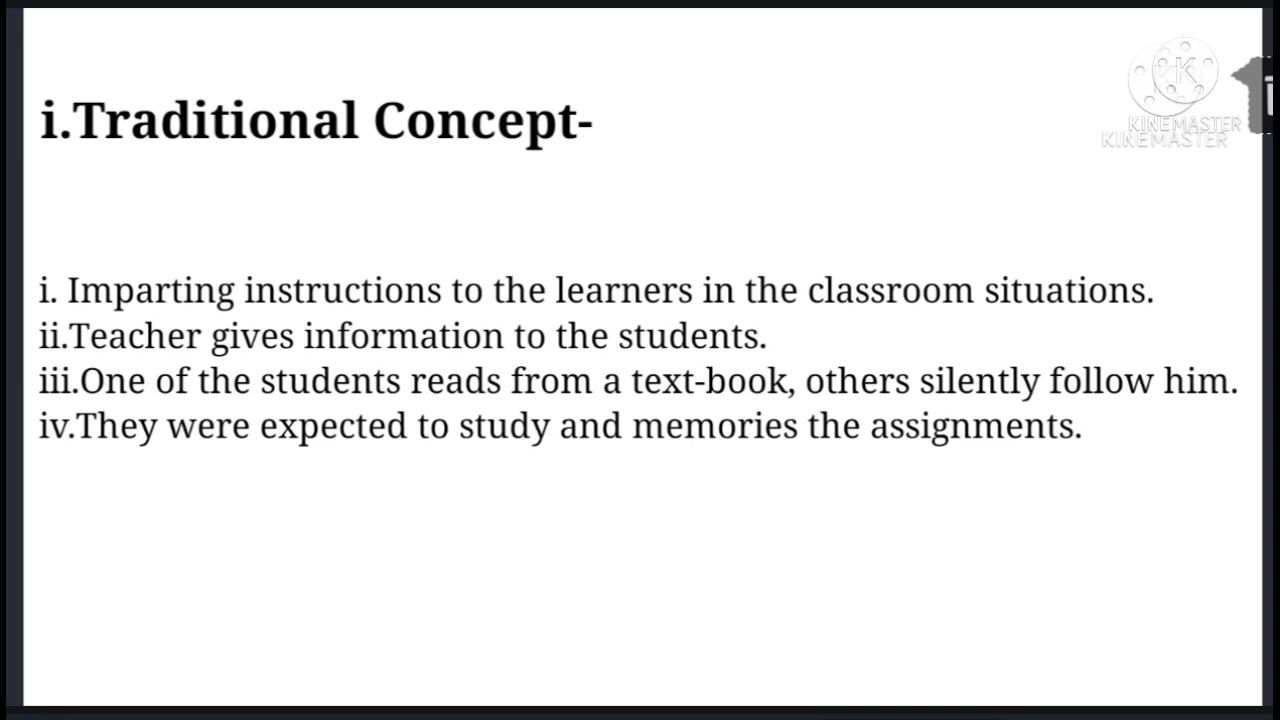 i.Traditional Concept-
KINEMASTER
KINEMASTER
i. Imparting instructions to the learners in the classroom situations.
ii.Teacher gives information to the students.
iii.One of the students reads from a text-book, others silently follow him.
iv.They were expected to study and memories the assignments.